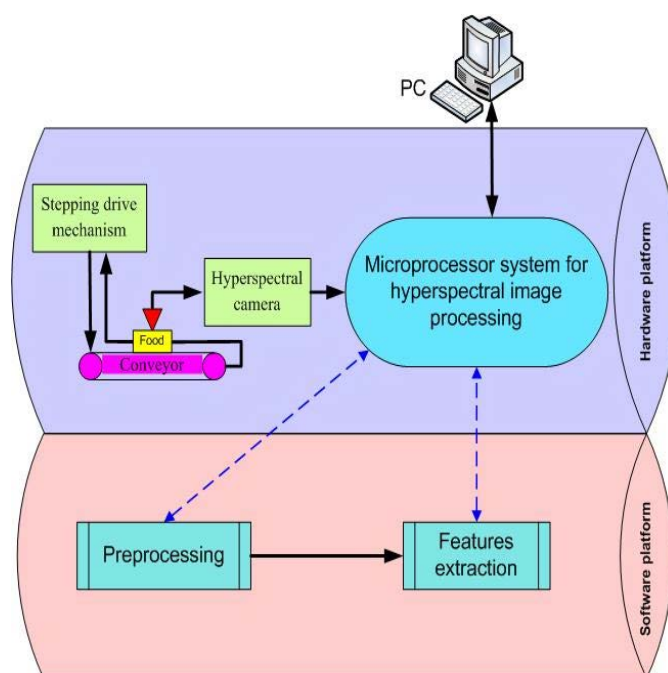 PC
Stepping drive
mechanism
Hyperspectral
camera
Microprocessor system for
hyperspectral image
processing
Food
Conveyor
Hardware platform
Preprocessing
Features
extraction
Software platform